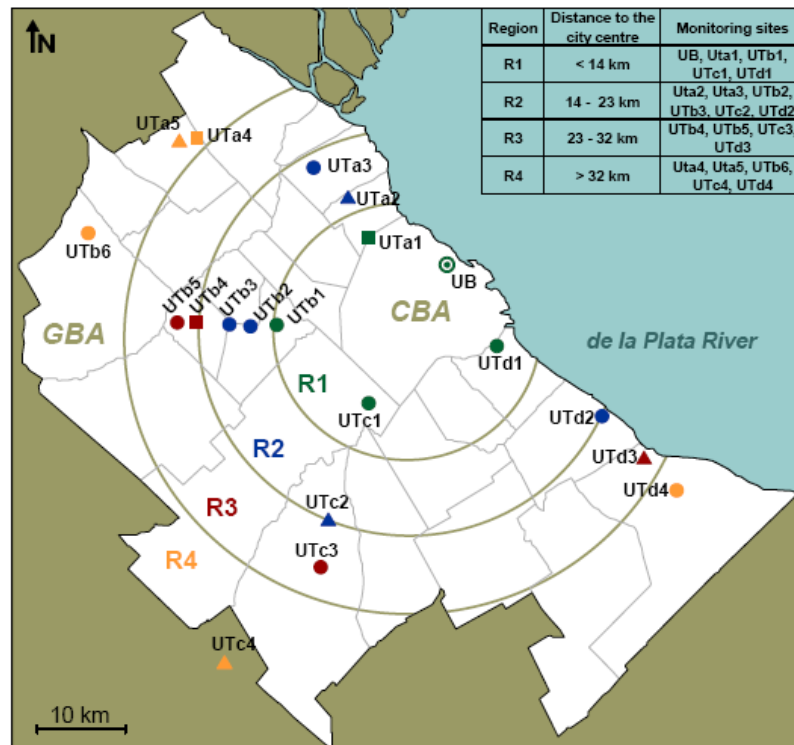 N
Region Distance to the city centre Monitoring sites
R1 < 14 km UB, Uta1, UTb1, UTc1, UTd1
R2 14 - 23 km Uta2, Uta3, UTb2, UTb3, UTc2, UTd2
R3 23 - 32 km UTb4, UTb5, UTc3, UTd3
R4 > 32 km Uta4, Uta5, UTb6, UTc4, UTd4
UTa5
UTa4
UTa3
UTa2
UTa1
UTb6
UB
UTb5
UTb4
UTb3
UTb2
UTb1
GBA
CBA
de la Plata River
UTd1
R1
UTc1
UTd2
R2
UTd3
UTd4
UTc2
R3
UTc3
R4
UTc4
10 km